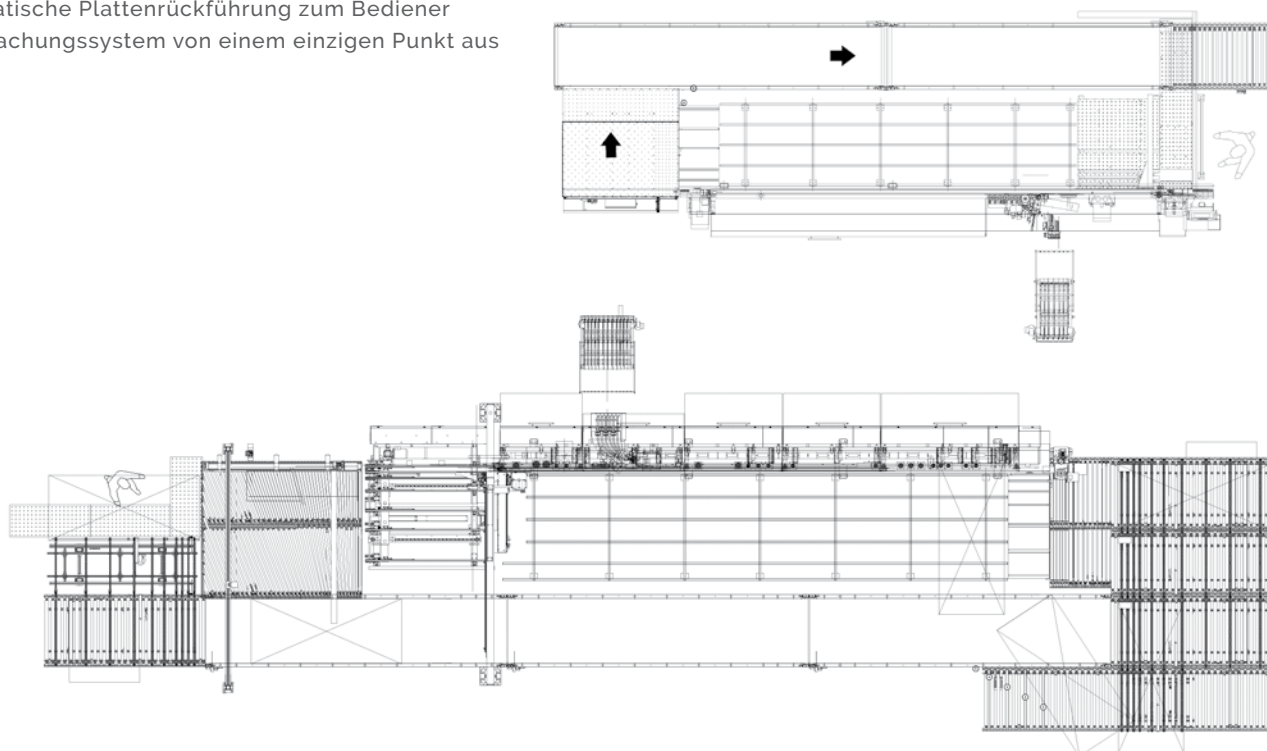 atische Plattenrückführung zum Bediener
achungssystem von einem einzigen Punkt aus